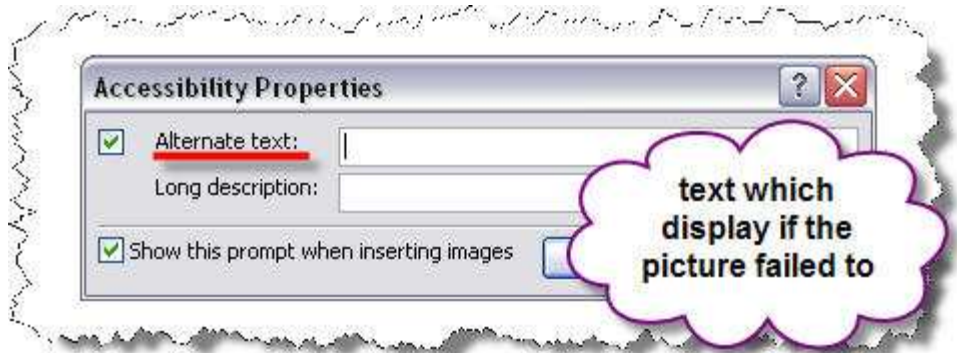 Accessibility Properties
Alternate text:
Long description:
Show this prompt when inserting images
text which
display if the
picture failed to